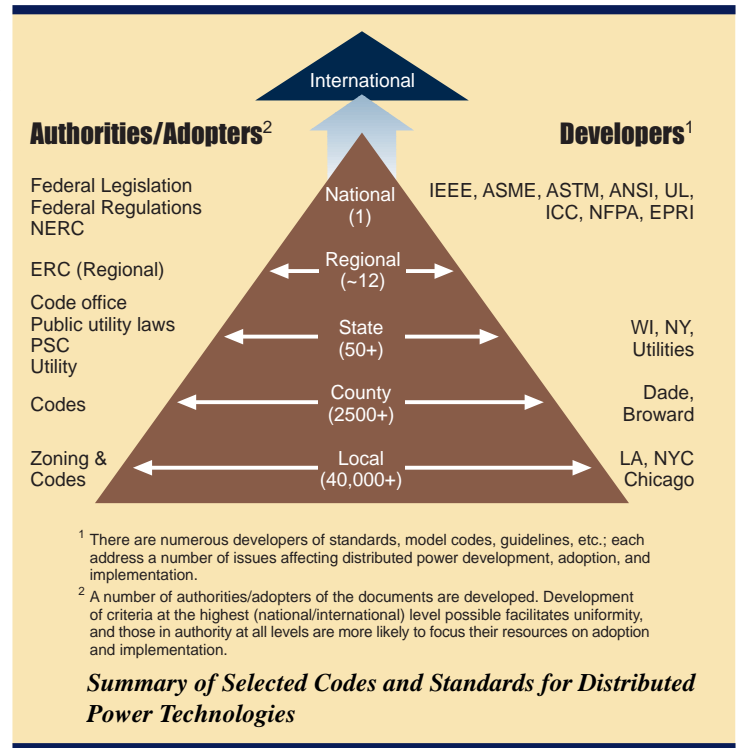 International
Authorities/Adopters2
Developers1
Federal Legislation
Federal Regulations
NERC
National
(1)
IEEE, ASME, ASTM, ANSI, UL,
ICC, NFPA, EPRI
ERC (Regional)
Regional
(~12)
Code office
Public utility laws
PSC
Utility
State
(50+)
WI, NY,
Utilities
Codes
County
(2500+)
Dade,
Broward
Zoning &
Codes
Local
(40,000+)
LA, NYC
Chicago
1 There are numerous developers of standards, model codes, guidelines, etc.; each
address a number of issues affecting distributed power development, adoption, and
implementation.
2 A number of authorities/adopters of the documents are developed. Development
of criteria at the highest (national/international) level possible facilitates uniformity,
and those in authority at all levels are more likely to focus their resources on adoption
and implementation.
Summary of Selected Codes and Standards for Distributed
Power Technologies